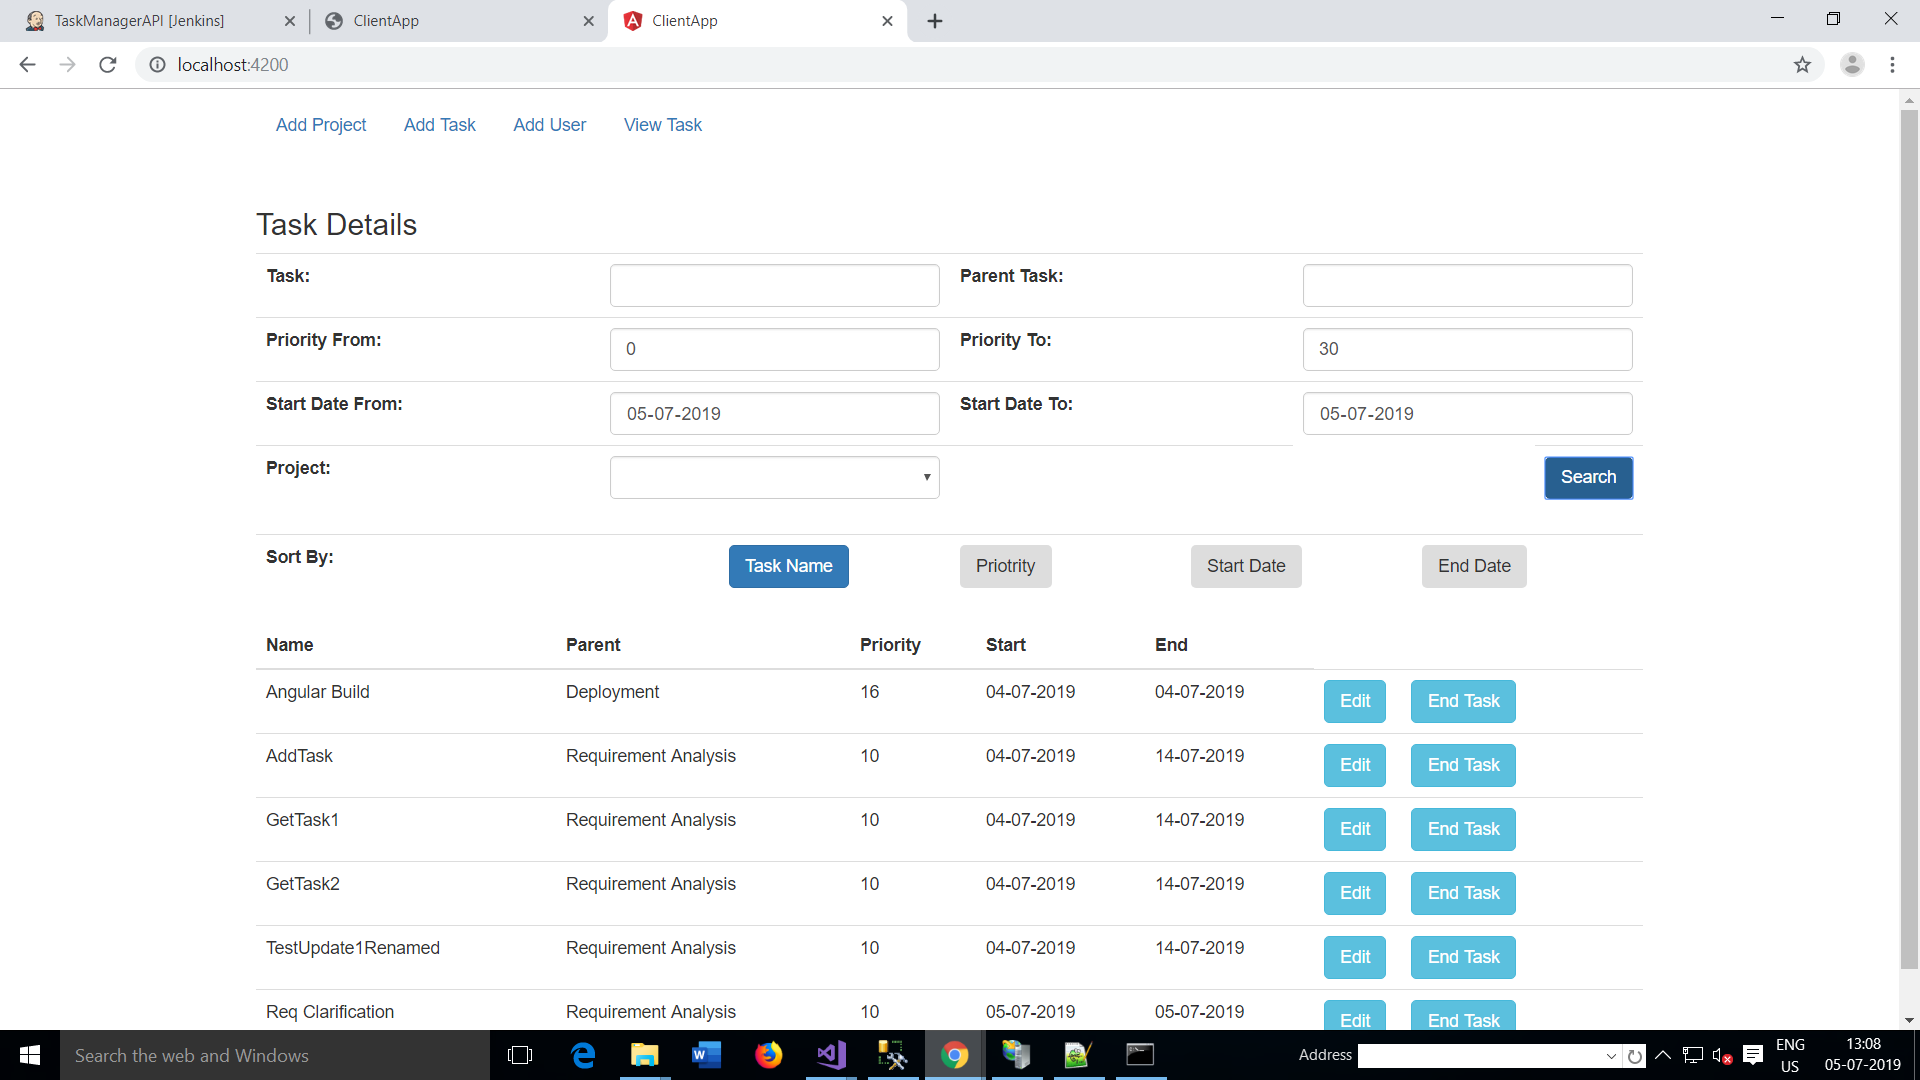 TaskManagerAPI [Jenkins] ClientApp ClientApp
localhost:4200
Add Project Add Task Add User View Task
Task Details
Task: Parent Task:
Priority From: 0 Priority To: 30
Start Date From: 05-07-2019 Start Date To: 05-07-2019
Project: Search
Sort By: Task Name Priotrity Start Date End Date
Name Parent Priority Start End
Angular Build Deployment 16 04-07-2019 04-07-2019 Edit End Task
AddTask Requirement Analysis 10 04-07-2019 14-07-2019 Edit End Task
GetTask1 Requirement Analysis 10 04-07-2019 14-07-2019 Edit End Task
GetTask2 Requirement Analysis 10 04-07-2019 14-07-2019 Edit End Task
TestUpdate1Renamed Requirement Analysis 10 04-07-2019 14-07-2019 Edit End Task
Req Clarification Requirement Analysis 10 05-07-2019 05-07-2019 Edit End Task
Search the web and Windows Address ENG US 13:08 05-07-2019